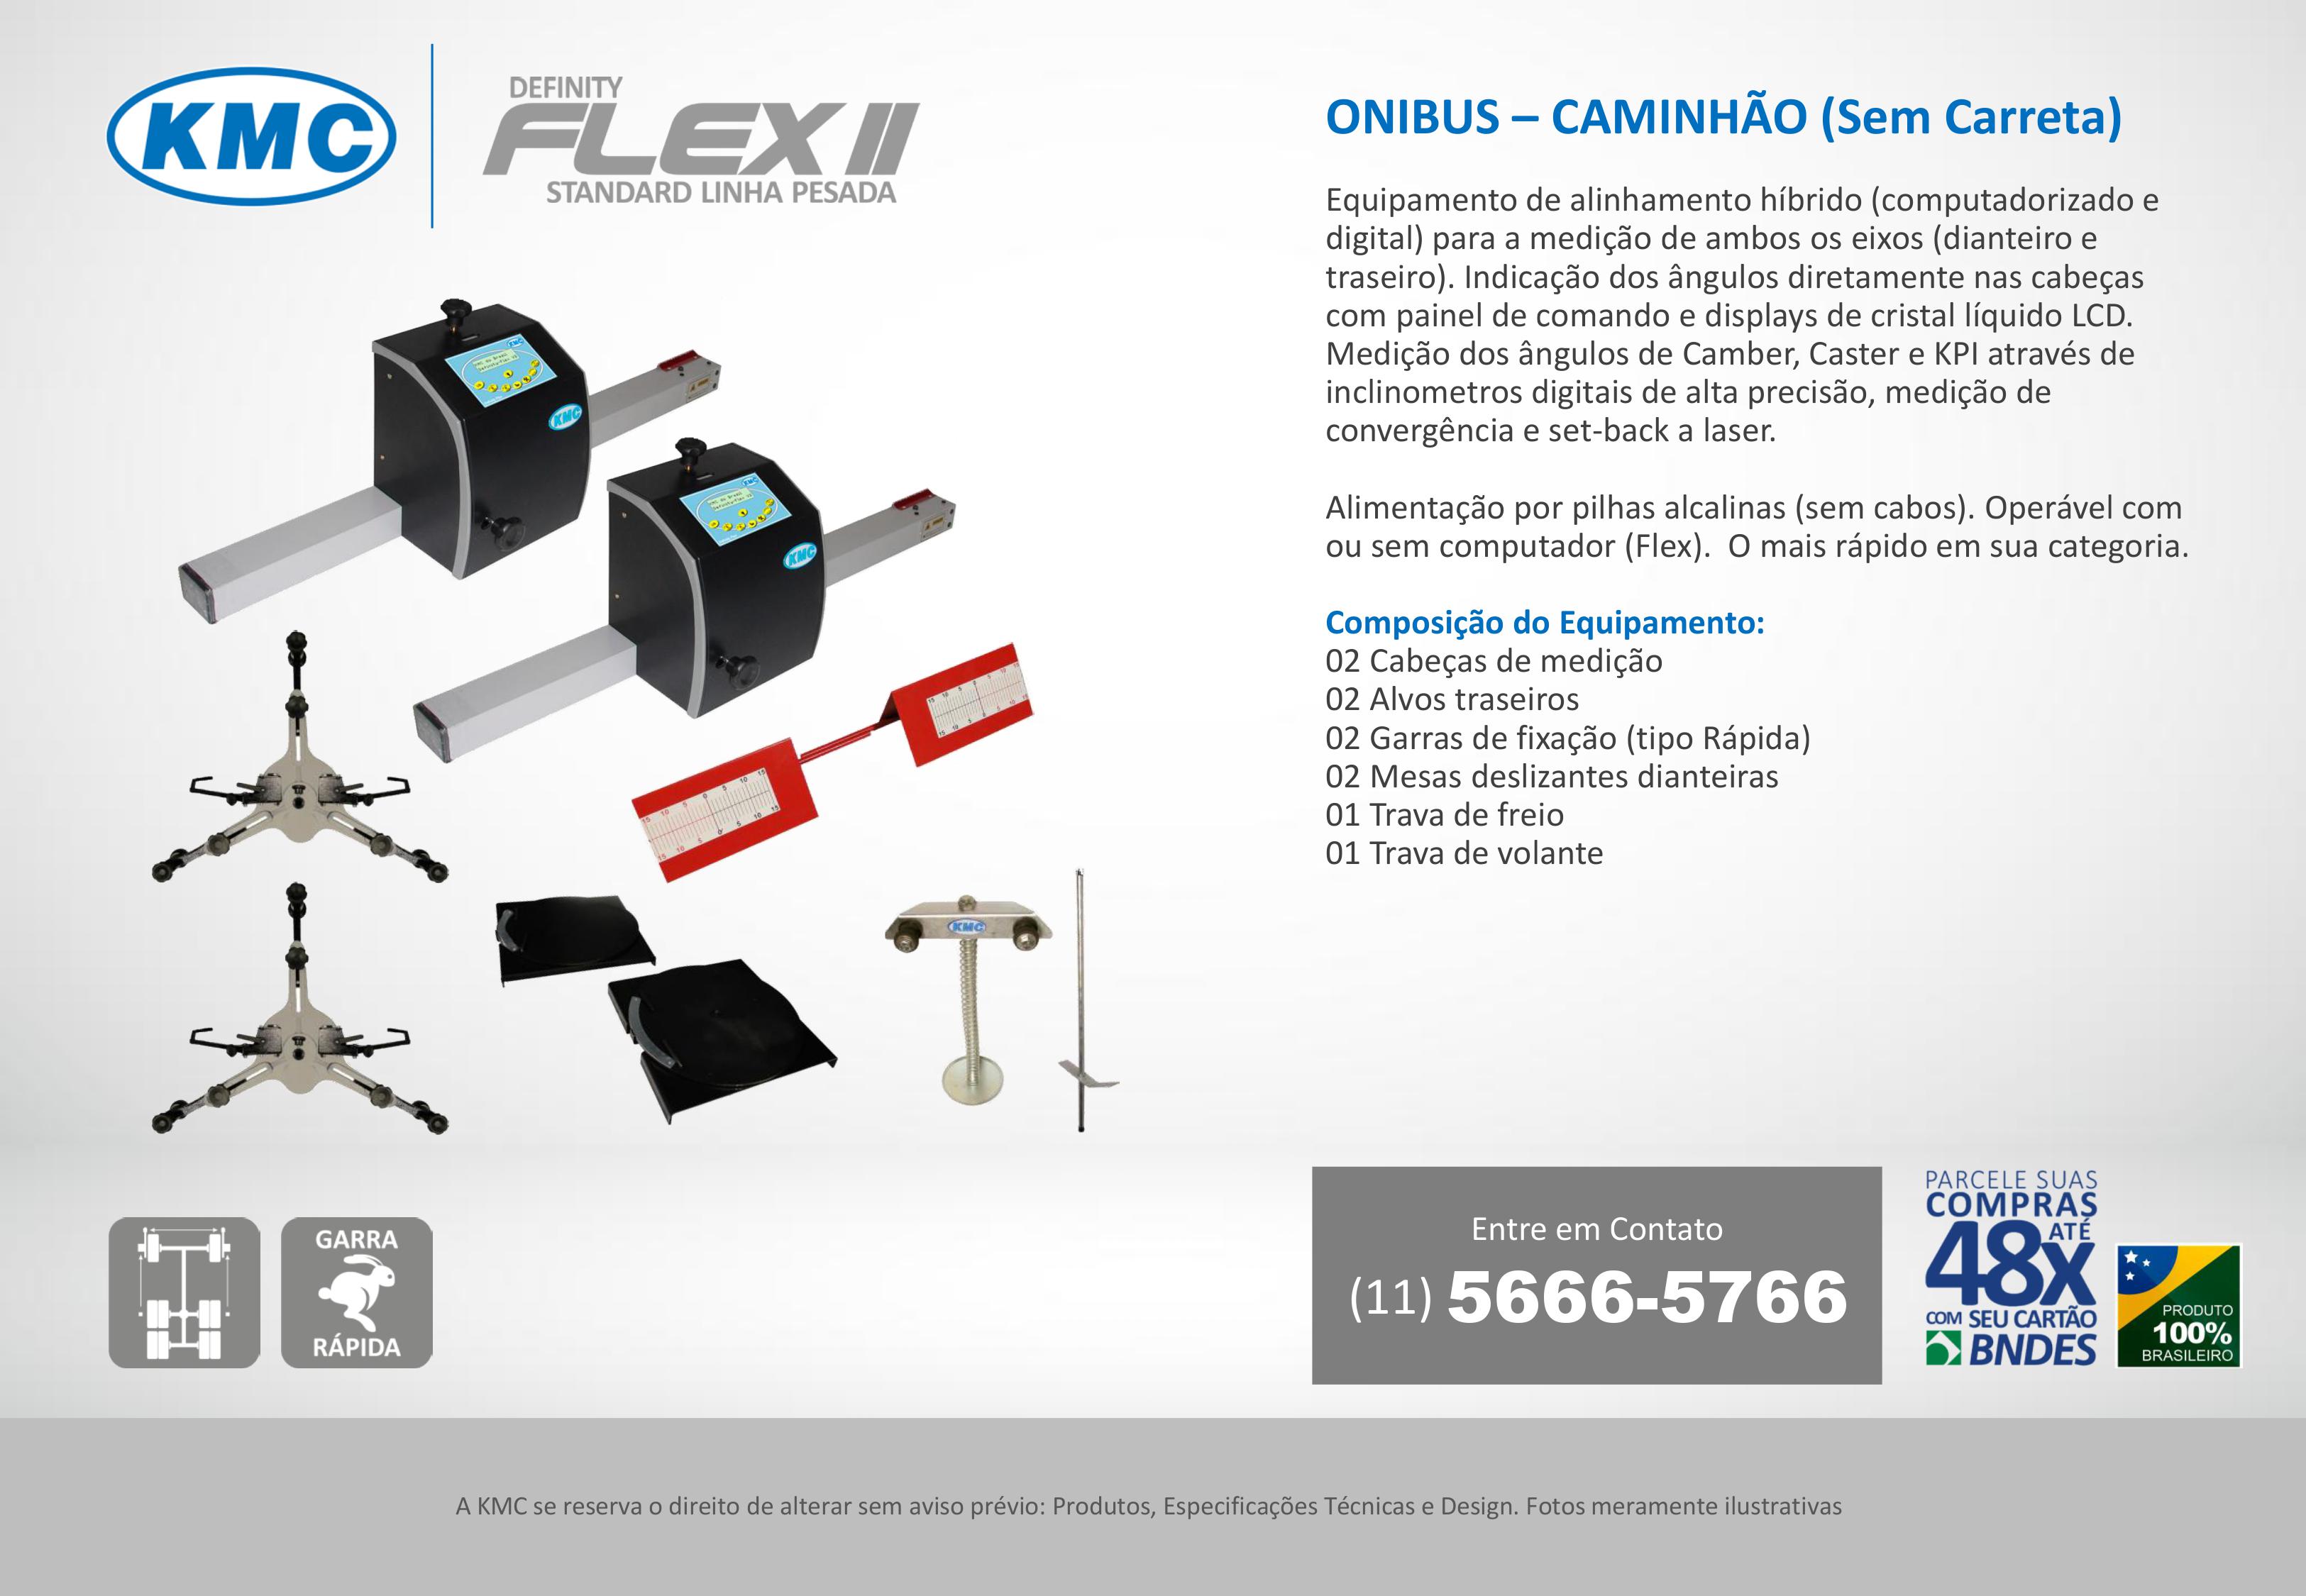 KMC
DEFINITY
FLEX II
STANDARD LINHA PESADA
ONIBUS – CAMINHÃO (Sem Carreta)
Equipamento de alinhamento híbrido (computadorizado e
digital) para a medição de ambos os eixos (dianteiro e
traseiro). Indicação dos ângulos diretamente nas cabeças
com painel de comando e displays de cristal líquido LCD.
Medição dos ângulos de Camber, Caster e KPI através de
inclinometros digitais de alta precisão, medição de
convergência e set-back a laser.
Alimentação por pilhas alcalinas (sem cabos). Operável com
ou sem computador (Flex).  O mais rápido em sua categoria.
Composição do Equipamento:
02 Cabeças de medição
02 Alvos traseiros
02 Garras de fixação (tipo Rápida)
02 Mesas deslizantes dianteiras
01 Trava de freio
01 Trava de volante
KMC
KMC
KMC
GARRA
RÁPIDA
Entre em Contato
(11) 5666-5766
PARCELE SUAS
COMPRAS
ATÉ
48X
COM SEU CARTÃO
BNDES
PRODUTO
100%
BRASILEIRO
A KMC se reserva o direito de alterar sem aviso prévio: Produtos, Especificações Técnicas e Design. Fotos meramente ilustrativas